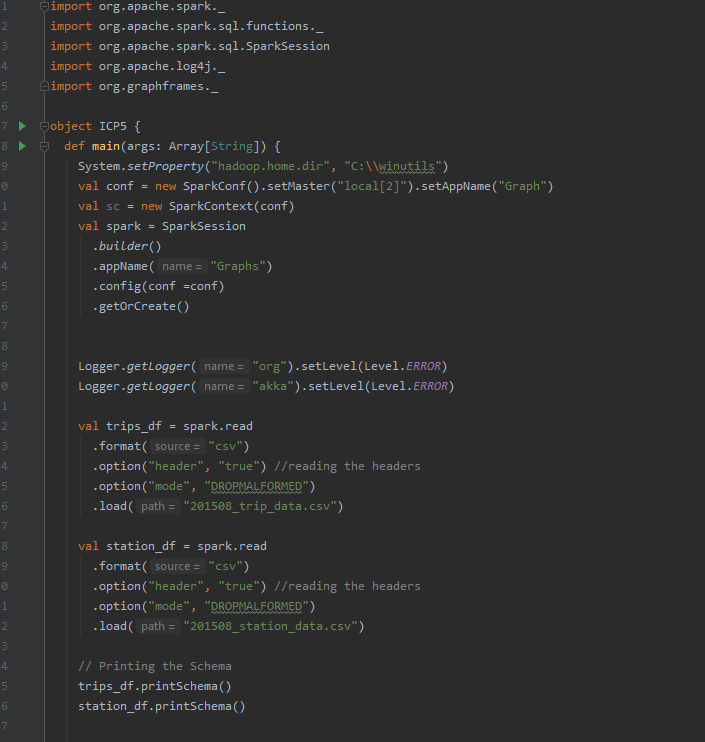 1 import org.apache.spark._
2 import org.apache.spark.sql.functions._
3 import org.apache.spark.sql.SparkSession
4 import org.apache.log4j._
5 import org.graphframes._
6
7 object ICP5 {
8 def main(args: Array[String]) {
9 System.setProperty("hadoop.home.dir", "C:\\winutils")
0 val conf = new SparkConf().setMaster("local[2]").setAppName("Graph")
1 val sc = new SparkContext(conf)
2 val spark = SparkSession
3 .builder()
4 .appName( name = "Graphs")
5 .config(conf =conf)
6 .getOrCreate()
7
8
9 Logger.getLogger( name = "org").setLevel(Level.ERROR)
0 Logger.getLogger( name = "akka").setLevel(Level.ERROR)
1
2 val trips_df = spark.read
3 .format( source = "csv")
4 .option("header", "true") //reading the headers
5 .option("mode", "DROPMALFORMED")
6 .load( path = "201508_trip_data.csv")
7
8 val station_df = spark.read
9 .format( source = "csv")
0 .option("header", "true") //reading the headers
1 .option("mode", "DROPMALFORMED")
2 .load( path = "201508_station_data.csv")
3
4 // Printing the Schema
5 trips_df.printSchema()
6 station_df.printSchema()
7